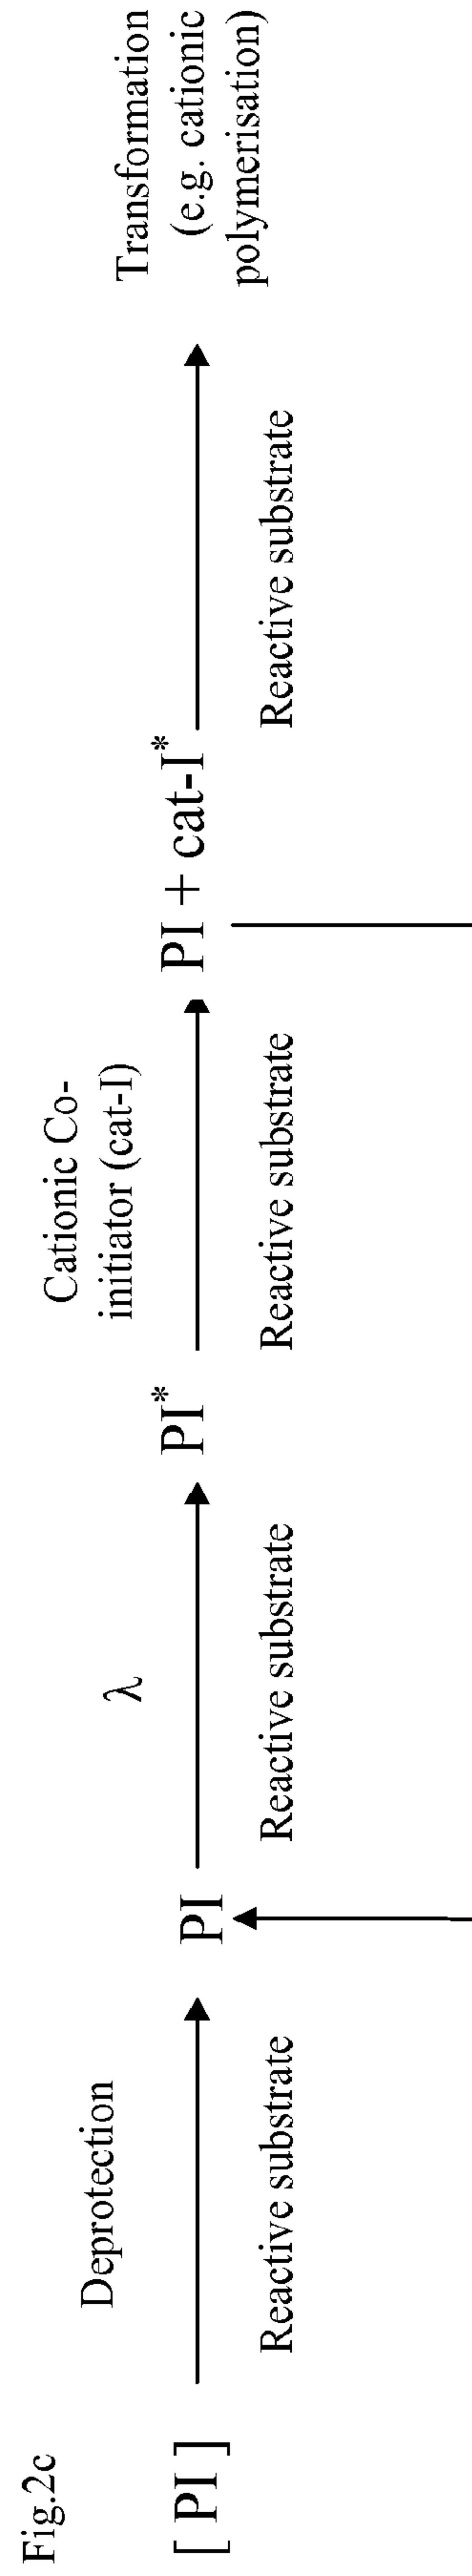 Fig.2c
[ PI ]
Deprotection
Reactive substrate
PI
λ
Reactive substrate
PI*
Cationic Co-
initiator (cat-I)
Reactive substrate
PI + cat-I*
Reactive substrate
Transformation
(e.g. cationic
polymerisation)